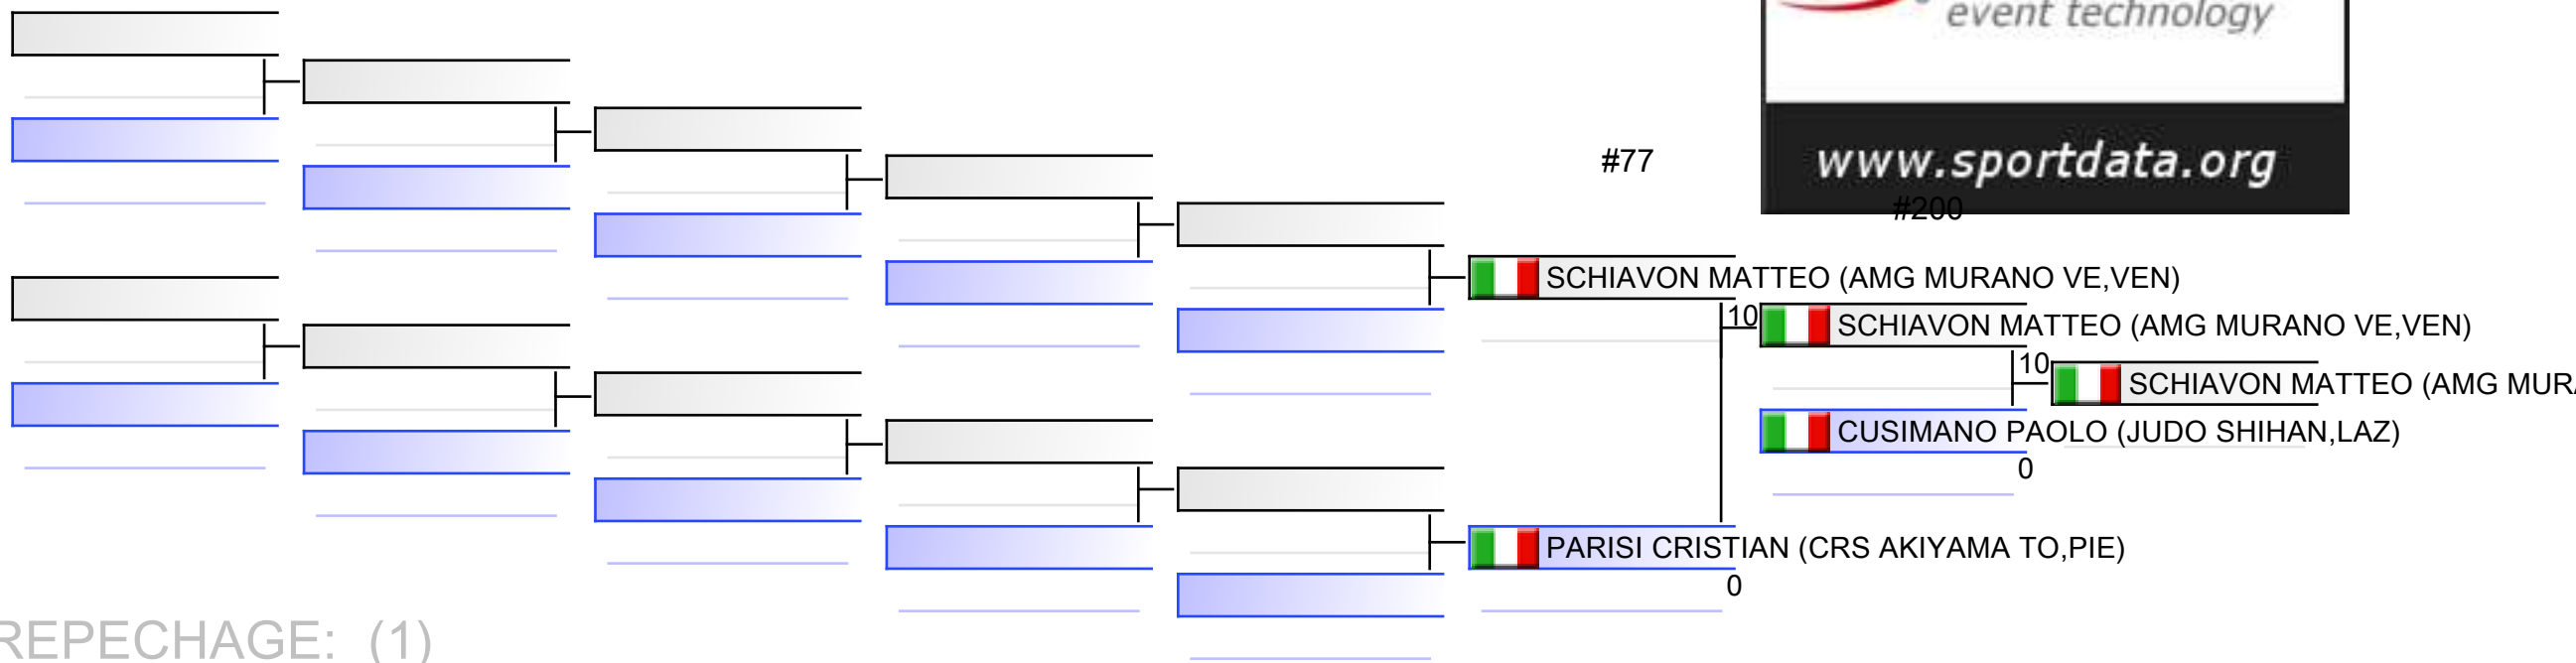 event technology
#77
www.sportdata.org
#200
SCHIAVON MATTEO (AMG MURANO VE,VEN)
10
SCHIAVON MATTEO (AMG MURANO VE,VEN)
10
SCHIAVON MATTEO (AMG MUR
CUSIMANO PAOLO (JUDO SHIHAN,LAZ)
0
PARISI CRISTIAN (CRS AKIYAMA TO,PIE)
0
REPECHAGE: (1)